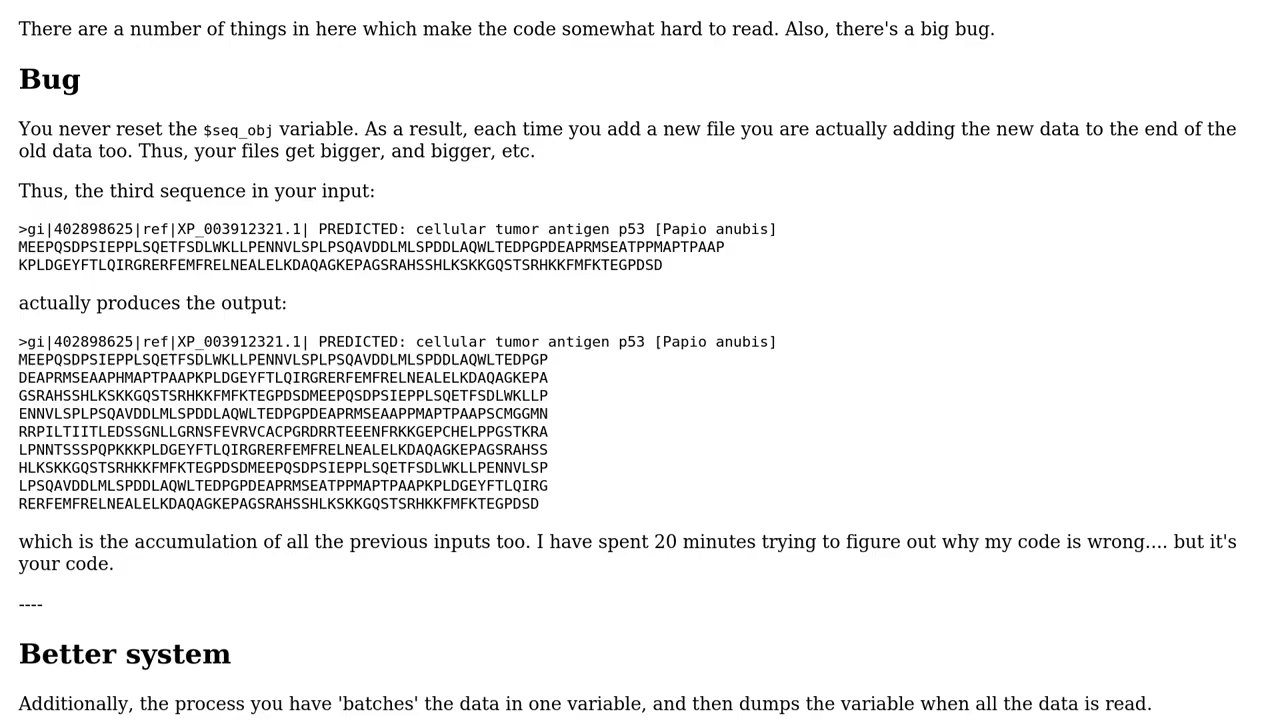 There are a number of things in here which make the code somewhat hard to read. Also, there's a big bug.
Bug
You never reset the $seq_obj variable. As a result, each time you add a new file you are actually adding the new data to the end of the
old data too. Thus, your files get bigger, and bigger, etc.
Thus, the third sequence in your input:
>gi|402898625|ref|XP_003912321.1| PREDICTED: cellular tumor antigen p53 [Papio anubis]
MEEPQSDPSIEPPLSQETFSDLWKLLPENNVLSPLPSQAVDDLMLSPDDLAQWLTEDPGPDEAPRMSEATPPMAPTPAAP
KPLDGEYFTLQIRGRERFEMFRELNEALELKDAQAGKEPAGSRAHSSHLKSKKGQSTSRHKKFMFKTEGPDSD
actually produces the output:
>gi|402898625|ref|XP_003912321.1| PREDICTED: cellular tumor antigen p53 [Papio anubis]
MEEPQSDPSIEPPLSQETFSDLWKLLPENNVLSPLPSQAVDDLMLSPDDLAQWLTEDPGP
DEAPRMSEAAPHMAPTPAAPKPLDGEYFTLQIRGRERFEMFRELNEALELKDAQAGKEPA
GSRAHSSHLKSKKGQSTSRHKKFMFKTEGPDSDMEEPQSDPSIEPPLSQETFSDLWKLLP
ENNVLSPLPSQAVDDLMLSPDDLAQWLTEDPGPDEAPRMSEAAPPMAPTPAAPSCMGGMN
RRPILTIITLEDSSGNLLGRNSFEVRVCACPGRDRRTEEENFRKKGEPCHELPPGSTKRA
LPNNTSSSPQPKKKPLDGEYFTLQIRGRERFEMFRELNEALELKDAQAGKEPAGSRAHSS
HLKSKKGQSTSRHKKFMFKTEGPDSDMEEPQSDPSIEPPLSQETFSDLWKLLPENNVLSP
LPSQAVDDLMLSPDDLAQWLTEDPGPDEAPRMSEATPPMAPTPAAPKPLDGEYFTLQIRG
RERFEMFRELNEALELKDAQAGKEPAGSRAHSSHLKSKKGQSTSRHKKFMFKTEGPDSD
which is the accumulation of all the previous inputs too. I have spent 20 minutes trying to figure out why my code is wrong.... but it's
your code.
----
Better system
Additionally, the process you have 'batches' the data in one variable, and then dumps the variable when all the data is read.